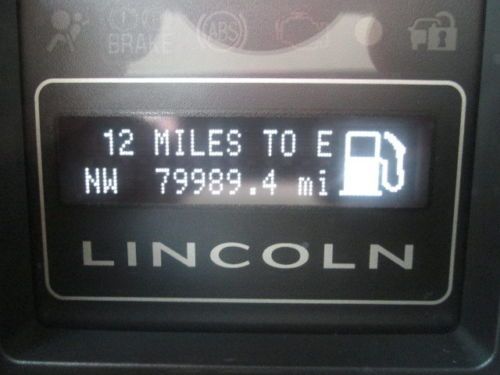 BRAKE ABS
12 MILES TO E
NW 79989.4 mi
LINCOLN